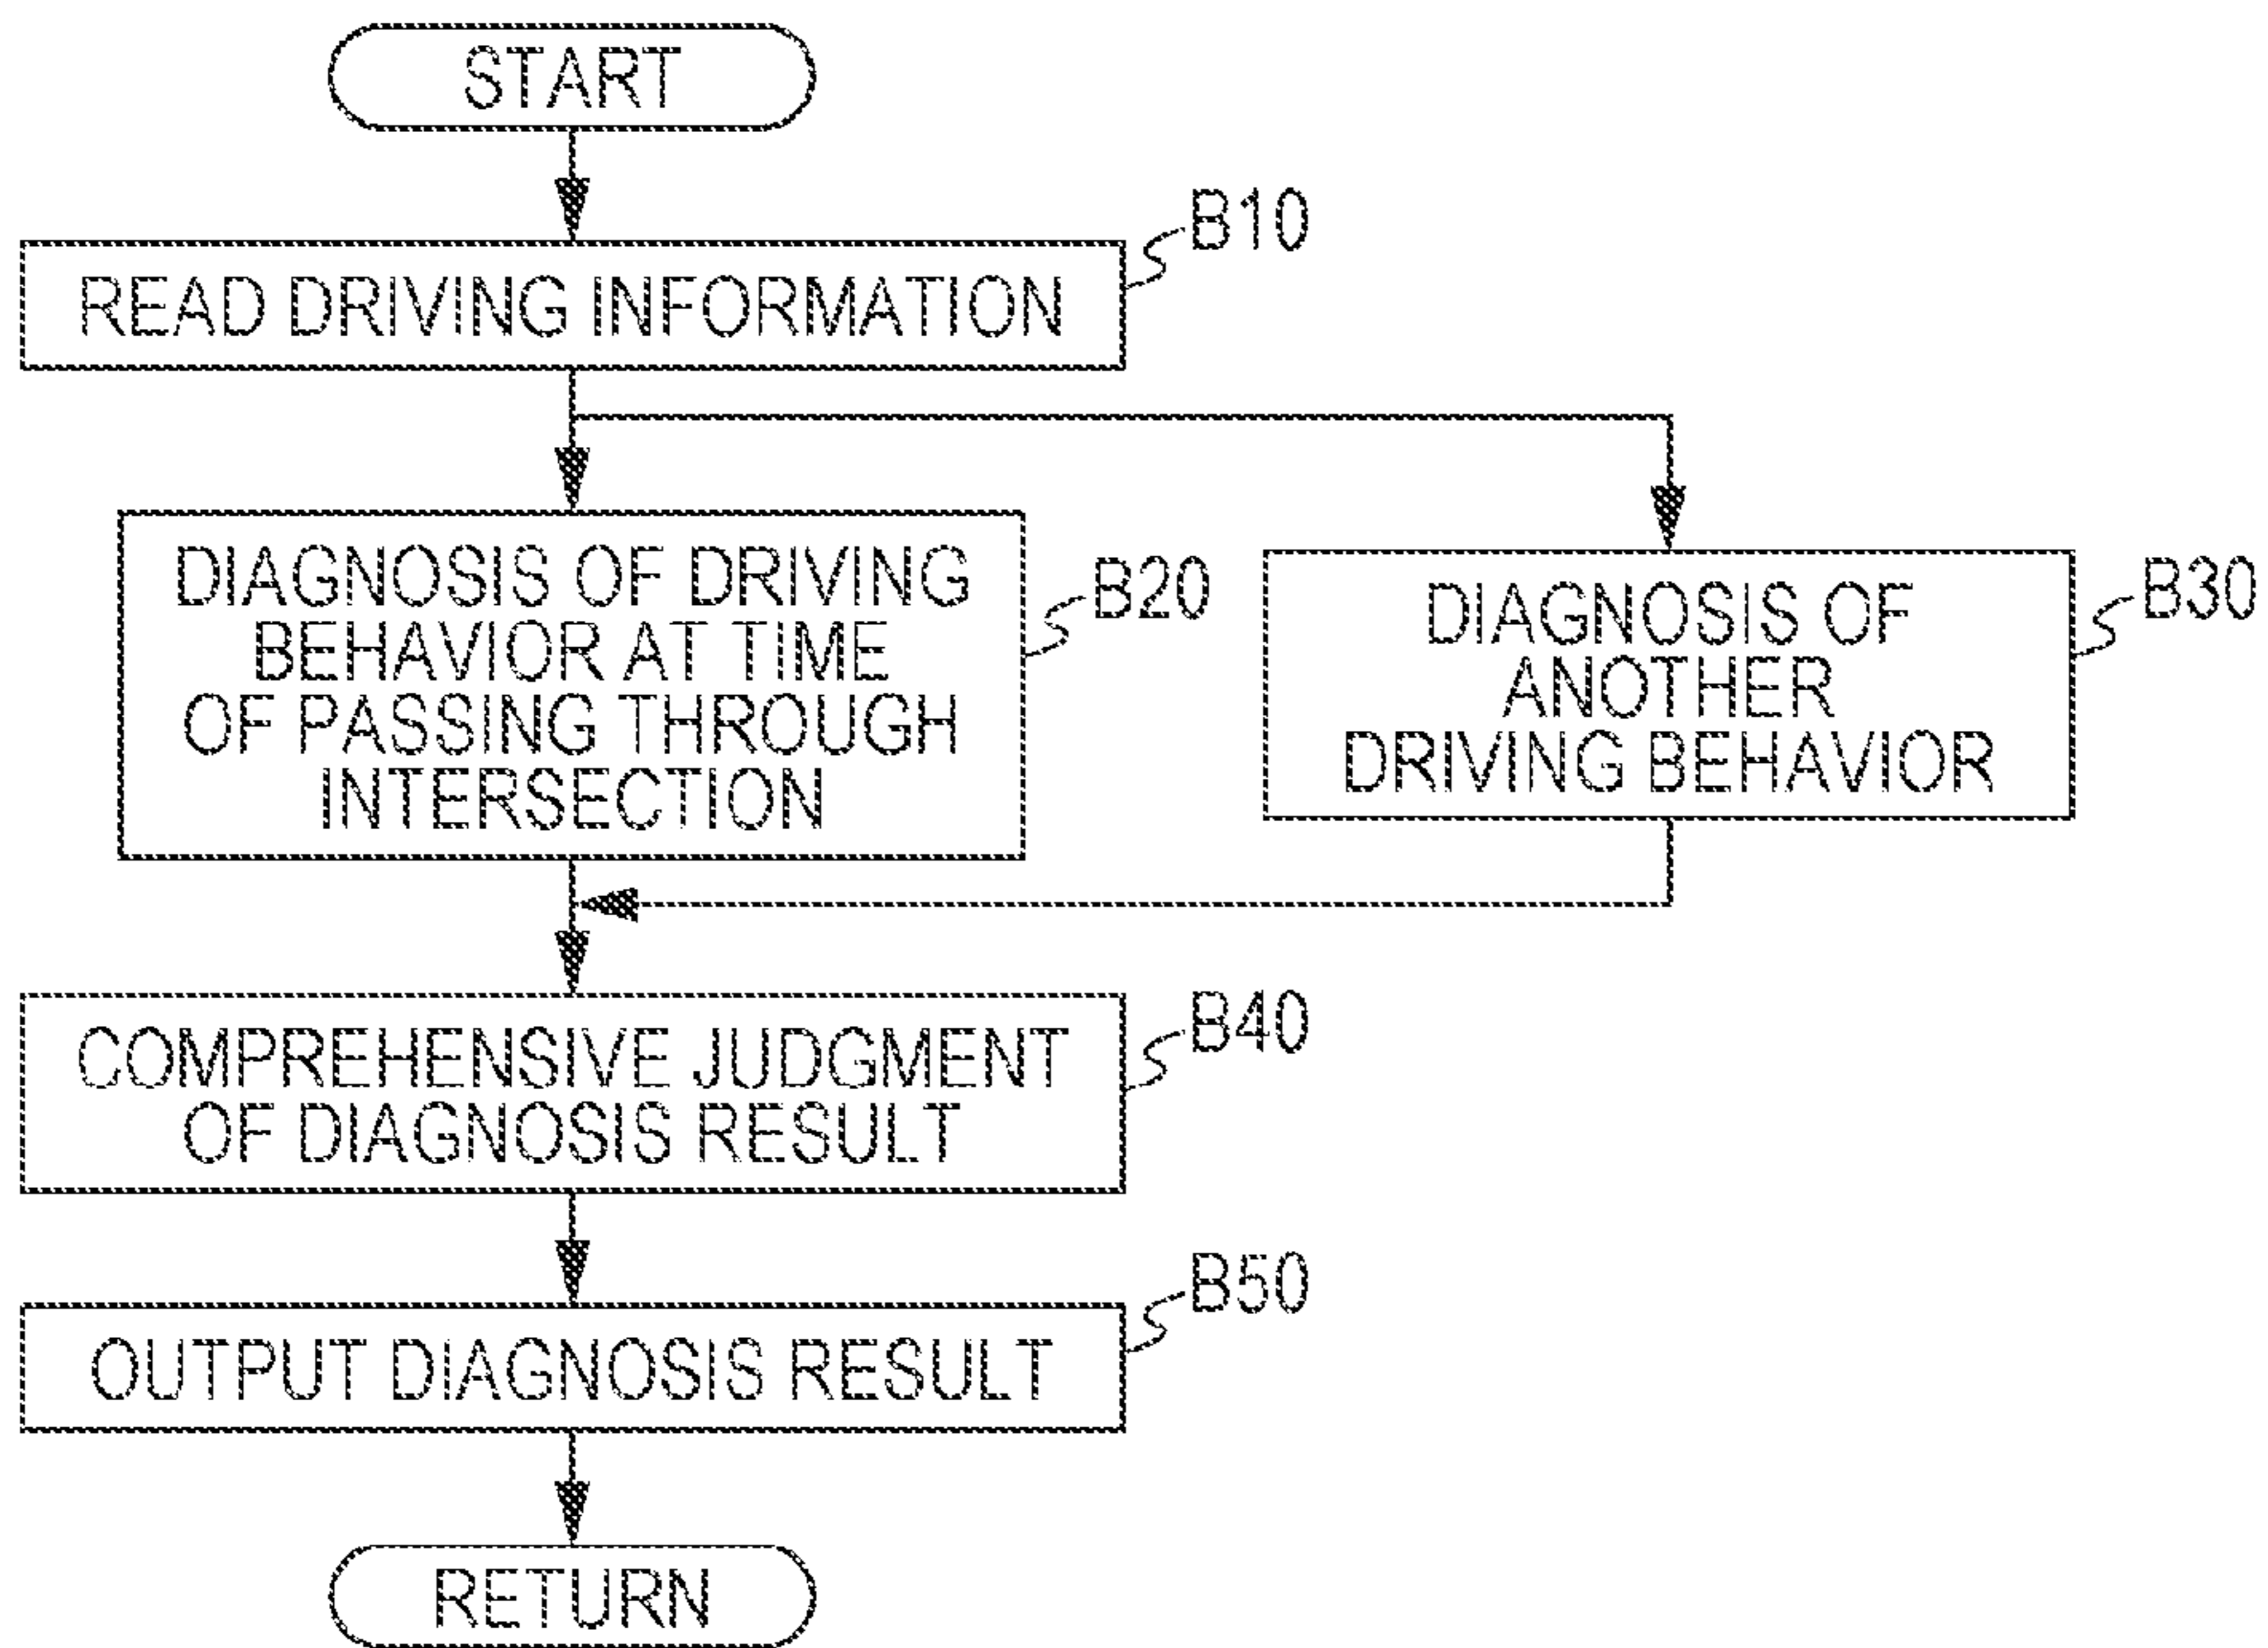 START
B10
READ DRIVING INFORMATION
DIAGNOSIS OF DRIVING
BEHAVIOR AT TIME
OF PASSING THROUGH
INTERSECTION
B20
DIAGNOSIS OF
ANOTHER
DRIVING BEHAVIOR
B30
COMPREHENSIVE JUDGMENT
OF DIAGNOSIS RESULT
B40
OUTPUT DIAGNOSIS RESULT
B50
RETURN